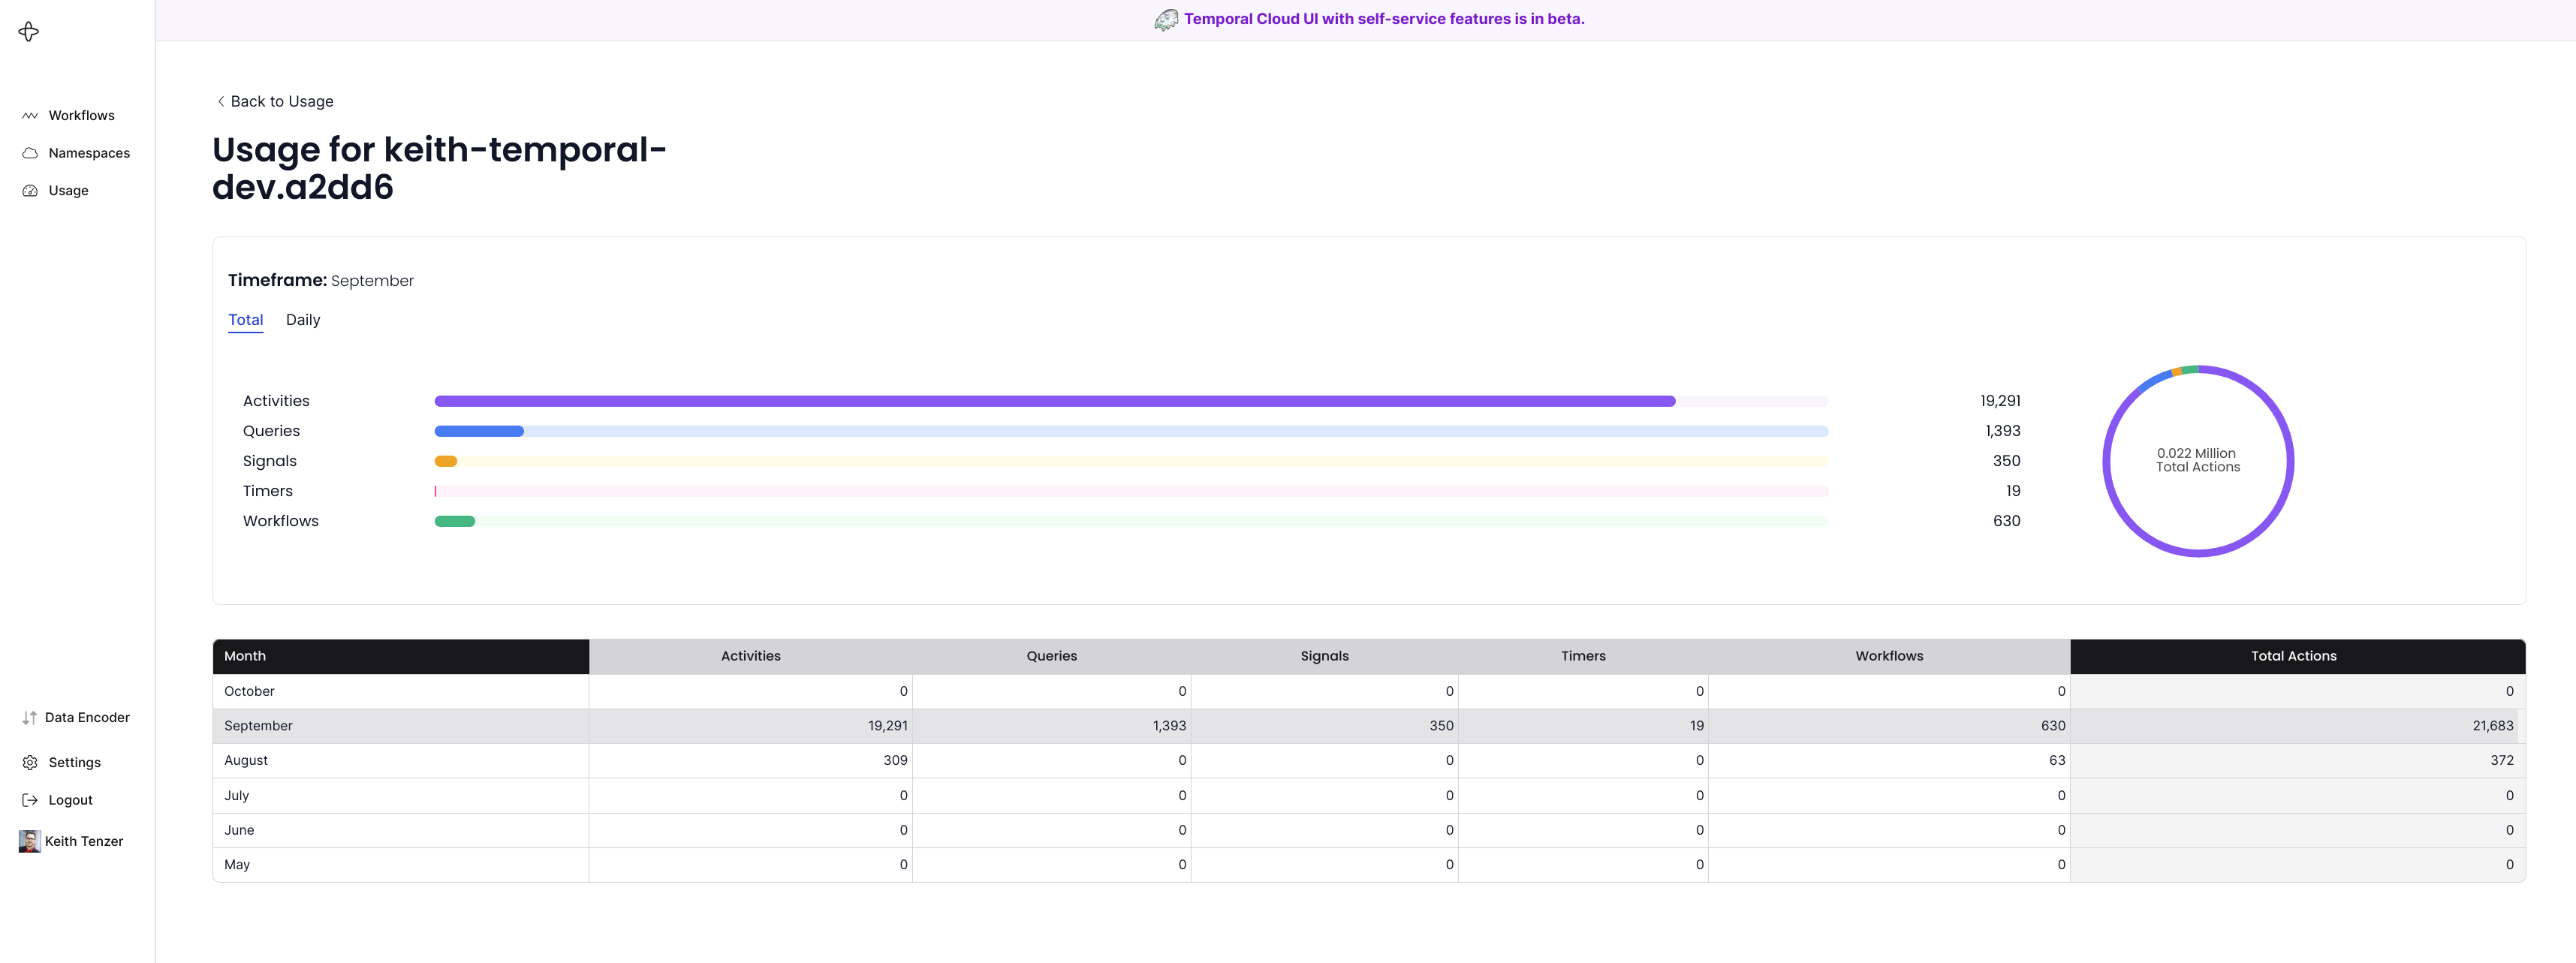 Temporal Cloud UI with self-service features is in beta.
Workflows
Namespaces
Usage
Data Encoder
Settings
Logout
Keith Tenzer
Back to Usage
Usage for keith-temporal-
dev.a2dd6
Timeframe: September
Total Daily
Activities 19,291
Queries 1,393
Signals 350
Timers 19
Workflows 630
0.022 Million
Total Actions
Month Activities Queries Signals Timers Workflows Total Actions
October 0 0 0 0 0 0
September 19,291 1,393 350 19 630 21,683
August 309 0 0 0 63 372
July 0 0 0 0 0 0
June 0 0 0 0 0 0
May 0 0 0 0 0 0